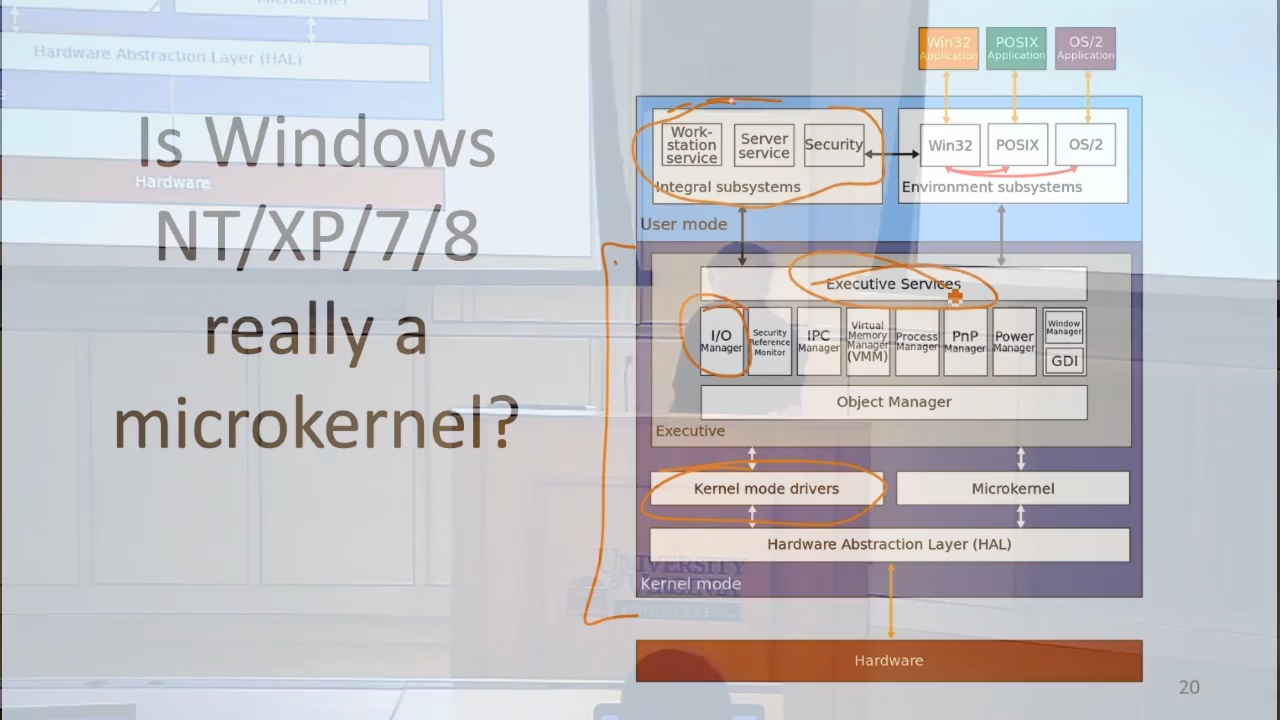 Microkernel
Hardware Abstraction Layer (HAL)
Hardware
Is Windows
NT/XP/7/8
really a
microkernel?
Win32
Application
POSIX
Application
OS/2
Application
Work-
station
service
Server
service
Security
Integral subsystems
Win32
POSIX
OS/2
Environment subsystems
User mode
Executive Services
I/O
Manager
Security
Reference
Monitor
IPC
Manager
Virtual
Memory
Manager
(VMM)
Process
Manager
PnP
Manager
Power
Manager
Window
Manager
GDI
Object Manager
Executive
Kernel mode drivers
Microkernel
Hardware Abstraction Layer (HAL)
Kernel mode
UNIVERSITY
Hardware
20